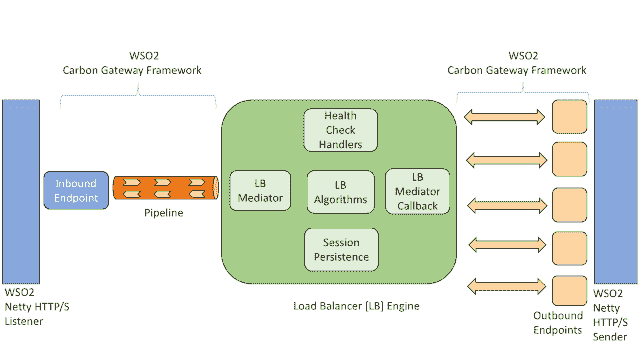 WSO2
Carbon Gateway Framework
WSO2
Carbon Gateway Framework
Health
Check
Handlers
Inbound
Endpoint
Pipeline
LB
Mediator
LB
Algorithms
LB
Mediator
Callback
Session
Persistence
WSO2
Netty HTTP/S
Listener
Load Balancer [LB] Engine
Outbound
Endpoints
WSO2
Netty
HTTP/S
Sender